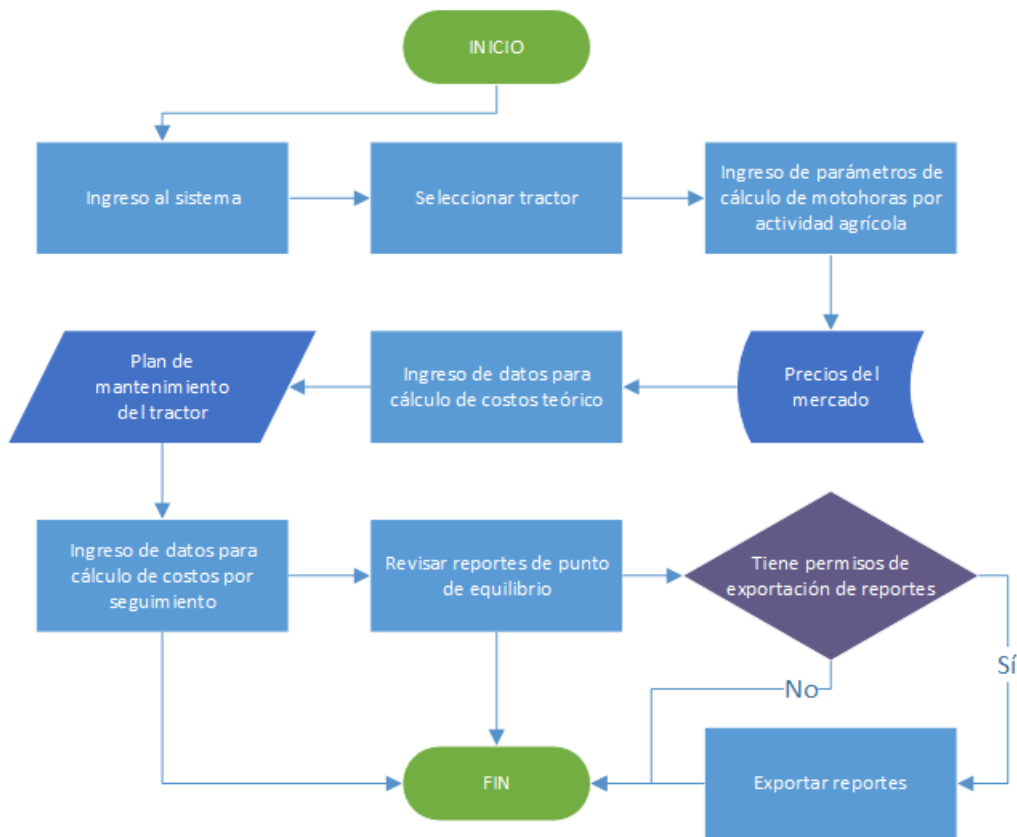 INICIO
Ingreso al sistema
Seleccionar tractor
Ingreso de parámetros de
cálculo de motohoras por
actividad agrícola
Precios del
mercado
Ingreso de datos para
cálculo de costos teórico
Plan de
mantenimiento
del tractor
Ingreso de datos para
cálculo de costos por
seguimiento
Revisar reportes de punto
de equilibrio
Tiene permisos de
exportación de reportes
Sí
No
Exportar reportes
FIN